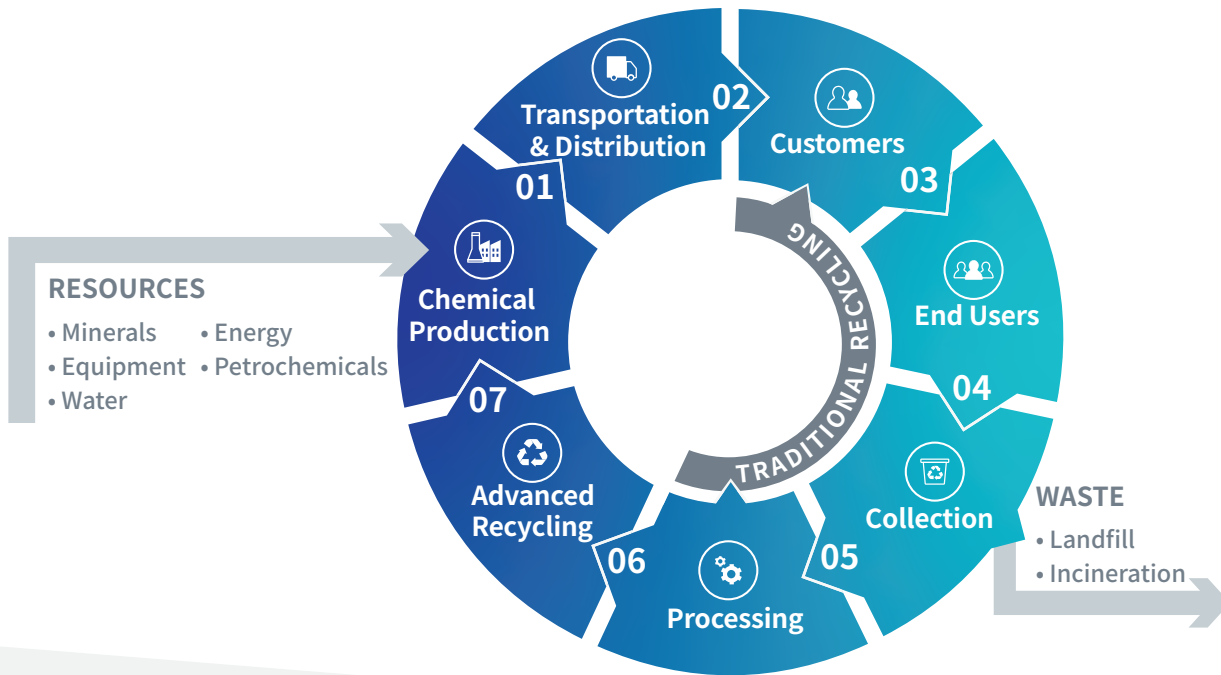 02
Transportation
& Distribution
Customers
01
03
RESOURCES
• Minerals
• Energy
• Equipment
• Petrochemicals
• Water
Chemical
Production
End Users
TRADITIONAL RECYCLING
07
04
Advanced
Recycling
Collection
WASTE
• Landfill
• Incineration
06
05
Processing